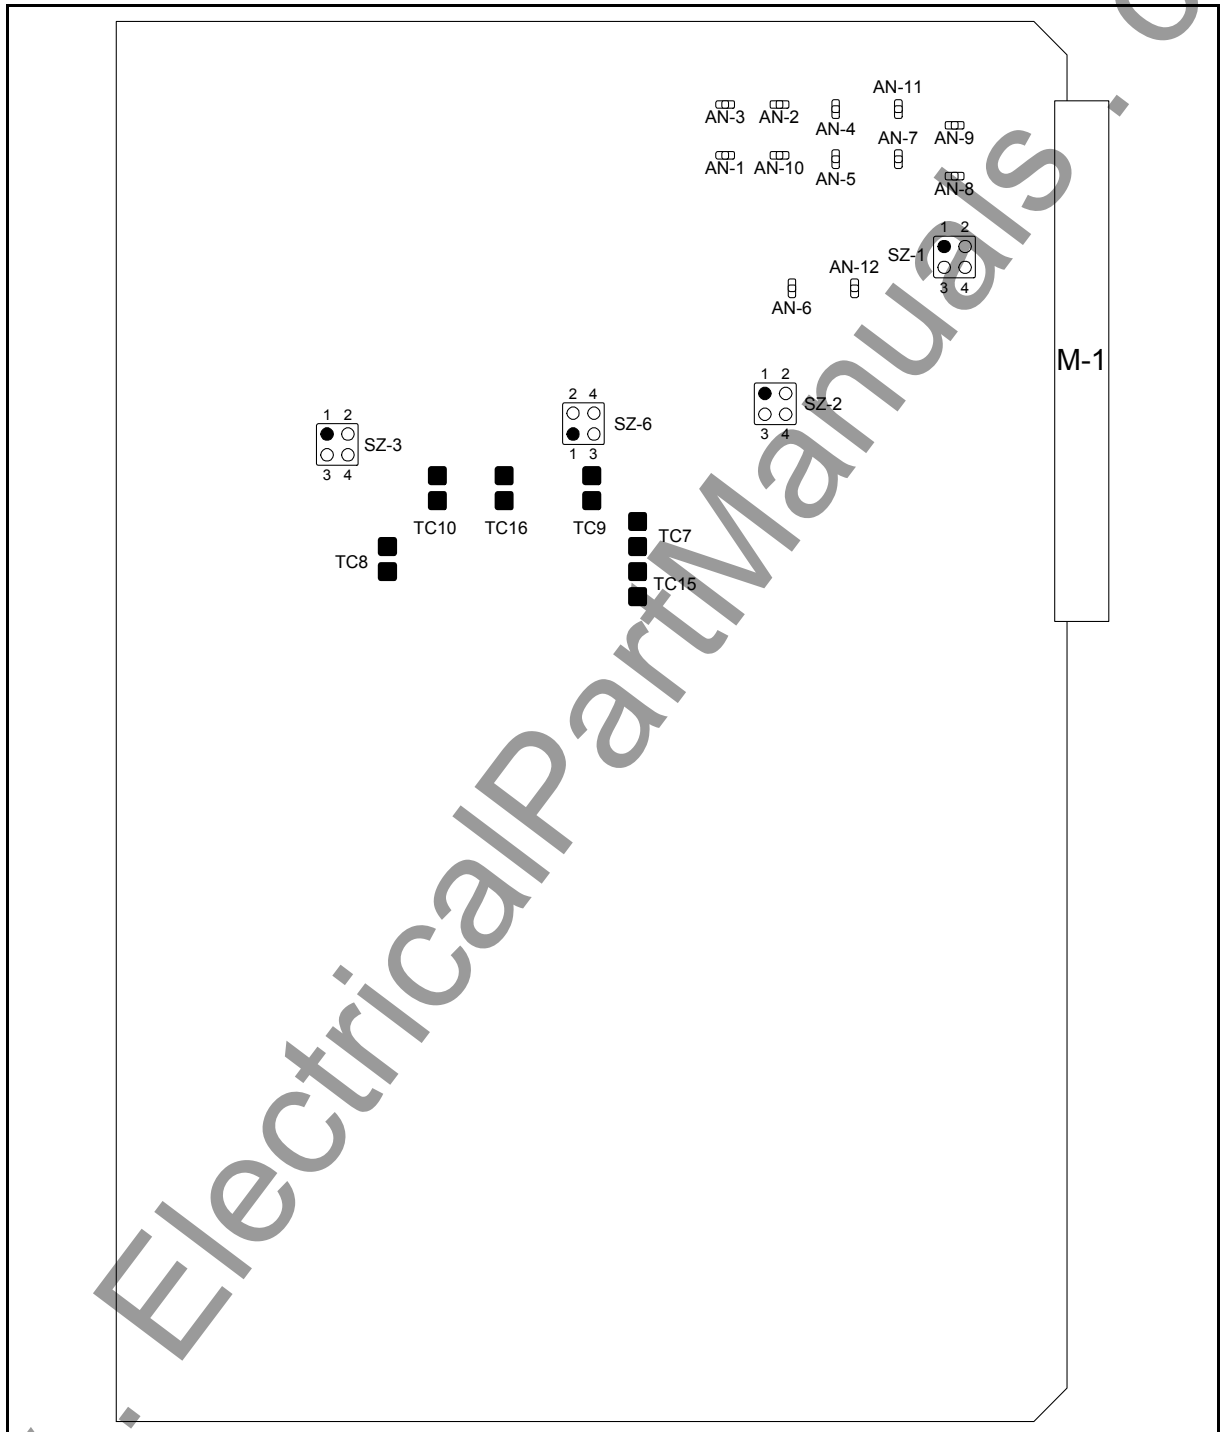 AN-11
AN-3 AN-2 AN-4 AN-7 AN-9
AN-1 AN-10 AN-5 AN-8
1 2
SZ-1
3 4
AN-12
AN-6
M-1
1 2
SZ-2
3 4
2 4
SZ-6
1 3
1 2
SZ-3
3 4
TC10 TC16 TC9 TC7
TC8 TC15
. ElectricalPartManuals .